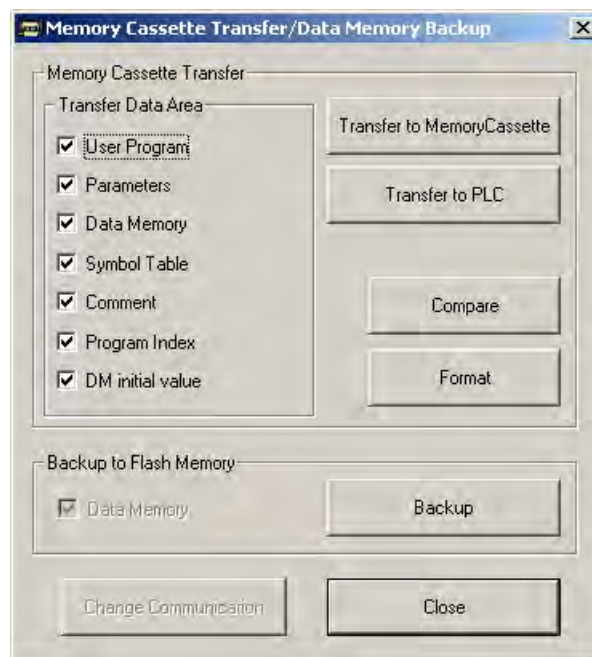 Memory Cassette Transfer/Data Memory Backup
Memory Cassette Transfer
Transfer Data Area
User Program
Parameters
Data Memory
Symbol Table
Comment
Program Index
DM initial value
Transfer to MemoryCassette
Transfer to PLC
Compare
Format
Backup to Flash Memory
Data Memory
Backup
Change Communication
Close